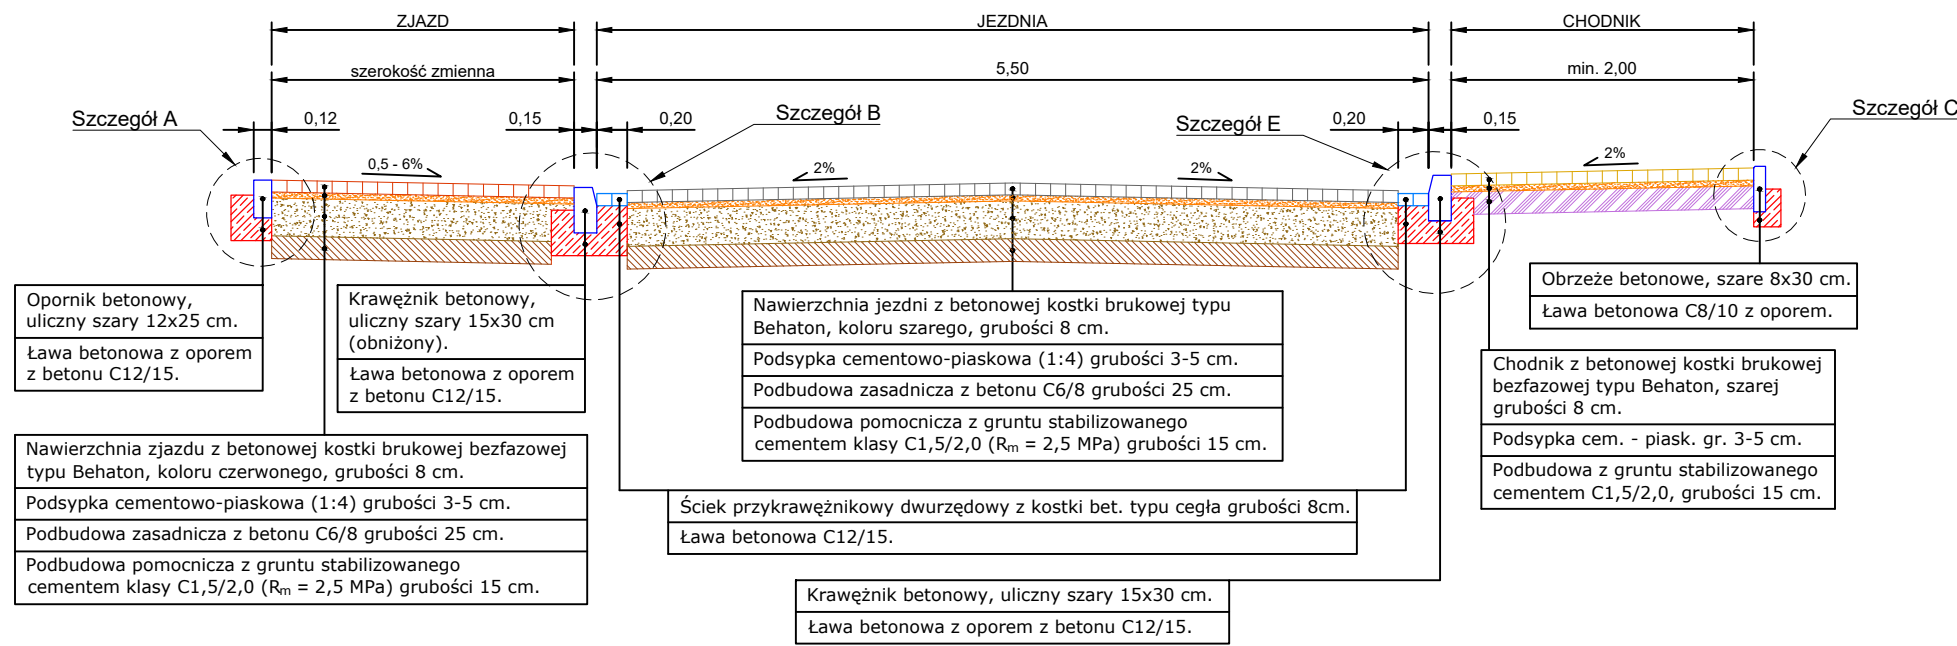 ZJAZD
JEZDNIA
CHODNIK
szerokość zmienna
5,50
min. 2,00
Szczegół A
0,12
0,15
0,20
Szczegół B
Szczegół E
0,20
0,15
Szczegół C
0,5 - 6%
2%
2%
2%
Opornik betonowy,
uliczny szary 12x25 cm.
Ława betonowa z oporem
z betonu C12/15.
Krawężnik betonowy,
uliczny szary 15x30 cm
(obniżony).
Ława betonowa z oporem
z betonu C12/15.
Nawierzchnia jezdni z betonowej kostki brukowej typu
Behaton, koloru szarego, grubości 8 cm.
Podsypka cementowo-piaskowa (1:4) grubości 3-5 cm.
Podbudowa zasadnicza z betonu C6/8 grubości 25 cm.
Podbudowa pomocnicza z gruntu stabilizowanego
cementem klasy C1,5/2,0 (Rm = 2,5 MPa) grubości 15 cm.
Obrzeże betonowe, szare 8x30 cm.
Ława betonowa C8/10 z oporem.
Chodnik z betonowej kostki brukowej
bezfazowej typu Behaton, szarej
grubości 8 cm.
Podsypka cem. - piask. gr. 3-5 cm.
Podbudowa z gruntu stabilizowanego
cementem C1,5/2,0, grubości 15 cm.
Nawierzchnia zjazdu z betonowej kostki brukowej bezfazowej
typu Behaton, koloru czerwonego, grubości 8 cm.
Podsypka cementowo-piaskowa (1:4) grubości 3-5 cm.
Podbudowa zasadnicza z betonu C6/8 grubości 25 cm.
Podbudowa pomocnicza z gruntu stabilizowanego
cementem klasy C1,5/2,0 (Rm = 2,5 MPa) grubości 15 cm.
Ściek przykrawężnikowy dwurzędowy z kostki bet. typu cegła grubości 8cm.
Ława betonowa C12/15.
Krawężnik betonowy, uliczny szary 15x30 cm.
Ława betonowa z oporem z betonu C12/15.